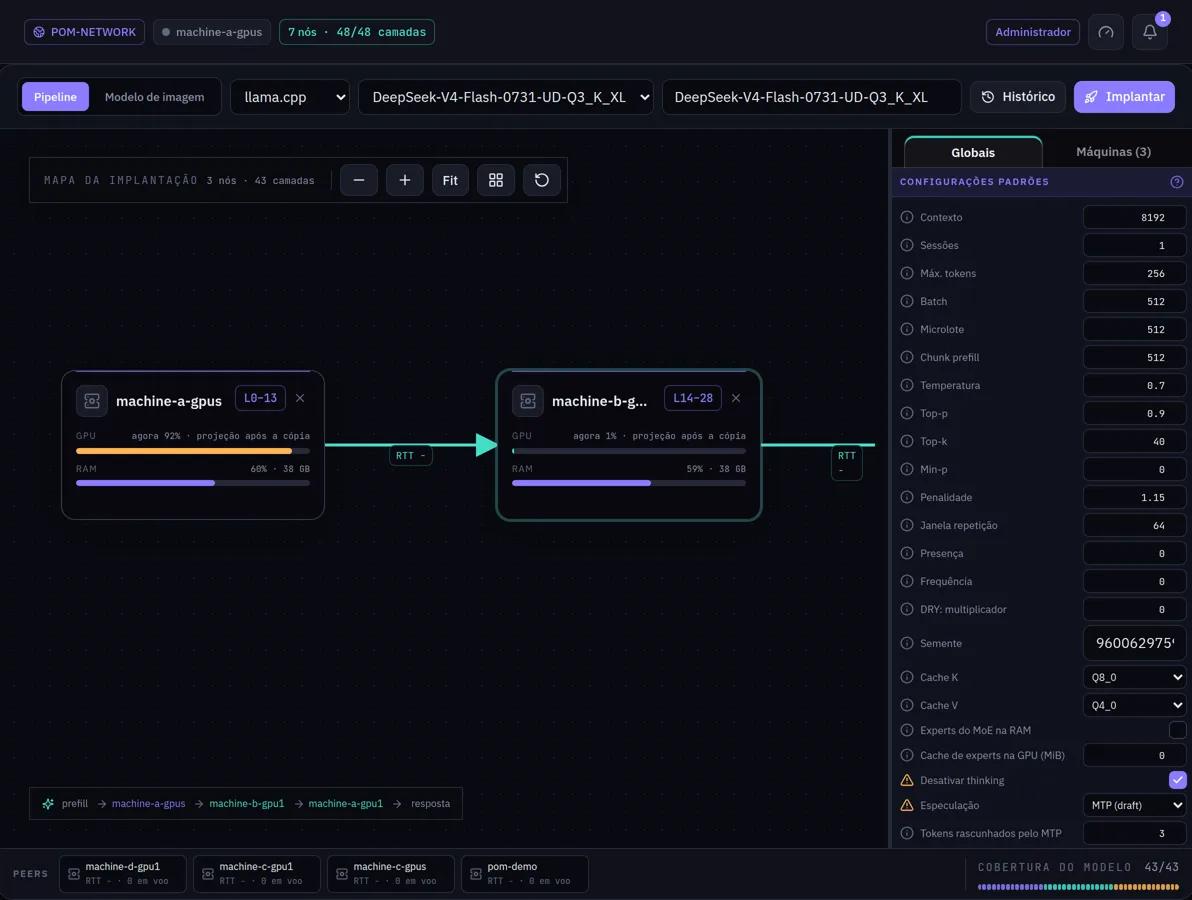 POM-NETWORK
machine-a-gpus
7 nós · 48/48 camadas
Administrador
1
Pipeline
Modelo de imagem
llama.cpp
DeepSeek-V4-Flash-0731-UD-Q3_K_XL
DeepSeek-V4-Flash-0731-UD-Q3_K_XL
Histórico
Implantar
MAPA DA IMPLANTAÇÃO 3 nós · 43 camadas
Fit
machine-a-gpus L0–13
GPU agora 92% · projeção após a cópia
RAM 60% · 38 GB
RTT –
machine-b-g... L14–28
GPU agora 1% · projeção após a cópia
RAM 59% · 38 GB
RTT
–
prefill → machine-a-gpus → machine-b-gpu1 → machine-a-gpu1 → resposta
Globais
Máquinas (3)
CONFIGURAÇÕES PADRÕES
Contexto 8192
Sessões 1
Máx. tokens 256
Batch 512
Microlote 512
Chunk prefill 512
Temperatura 0.7
Top-p 0.9
Top-k 40
Min-p 0
Penalidade 1.15
Janela repetição 64
Presença 0
Frequência 0
DRY: multiplicador 0
Semente 960062975
Cache K Q8_0
Cache V Q4_0
Experts do MoE na RAM
Cache de experts na GPU (MiB) 0
Desativar thinking
Especulação MTP (draft)
Tokens rascunhados pelo MTP 3
PEERS
machine-d-gpu1
RTT – · 0 em voo
machine-c-gpu1
RTT – · 0 em voo
machine-c-gpus
RTT – · 0 em voo
pom-demo
RTT – · 0 em voo
COBERTURA DO MODELO 43/43